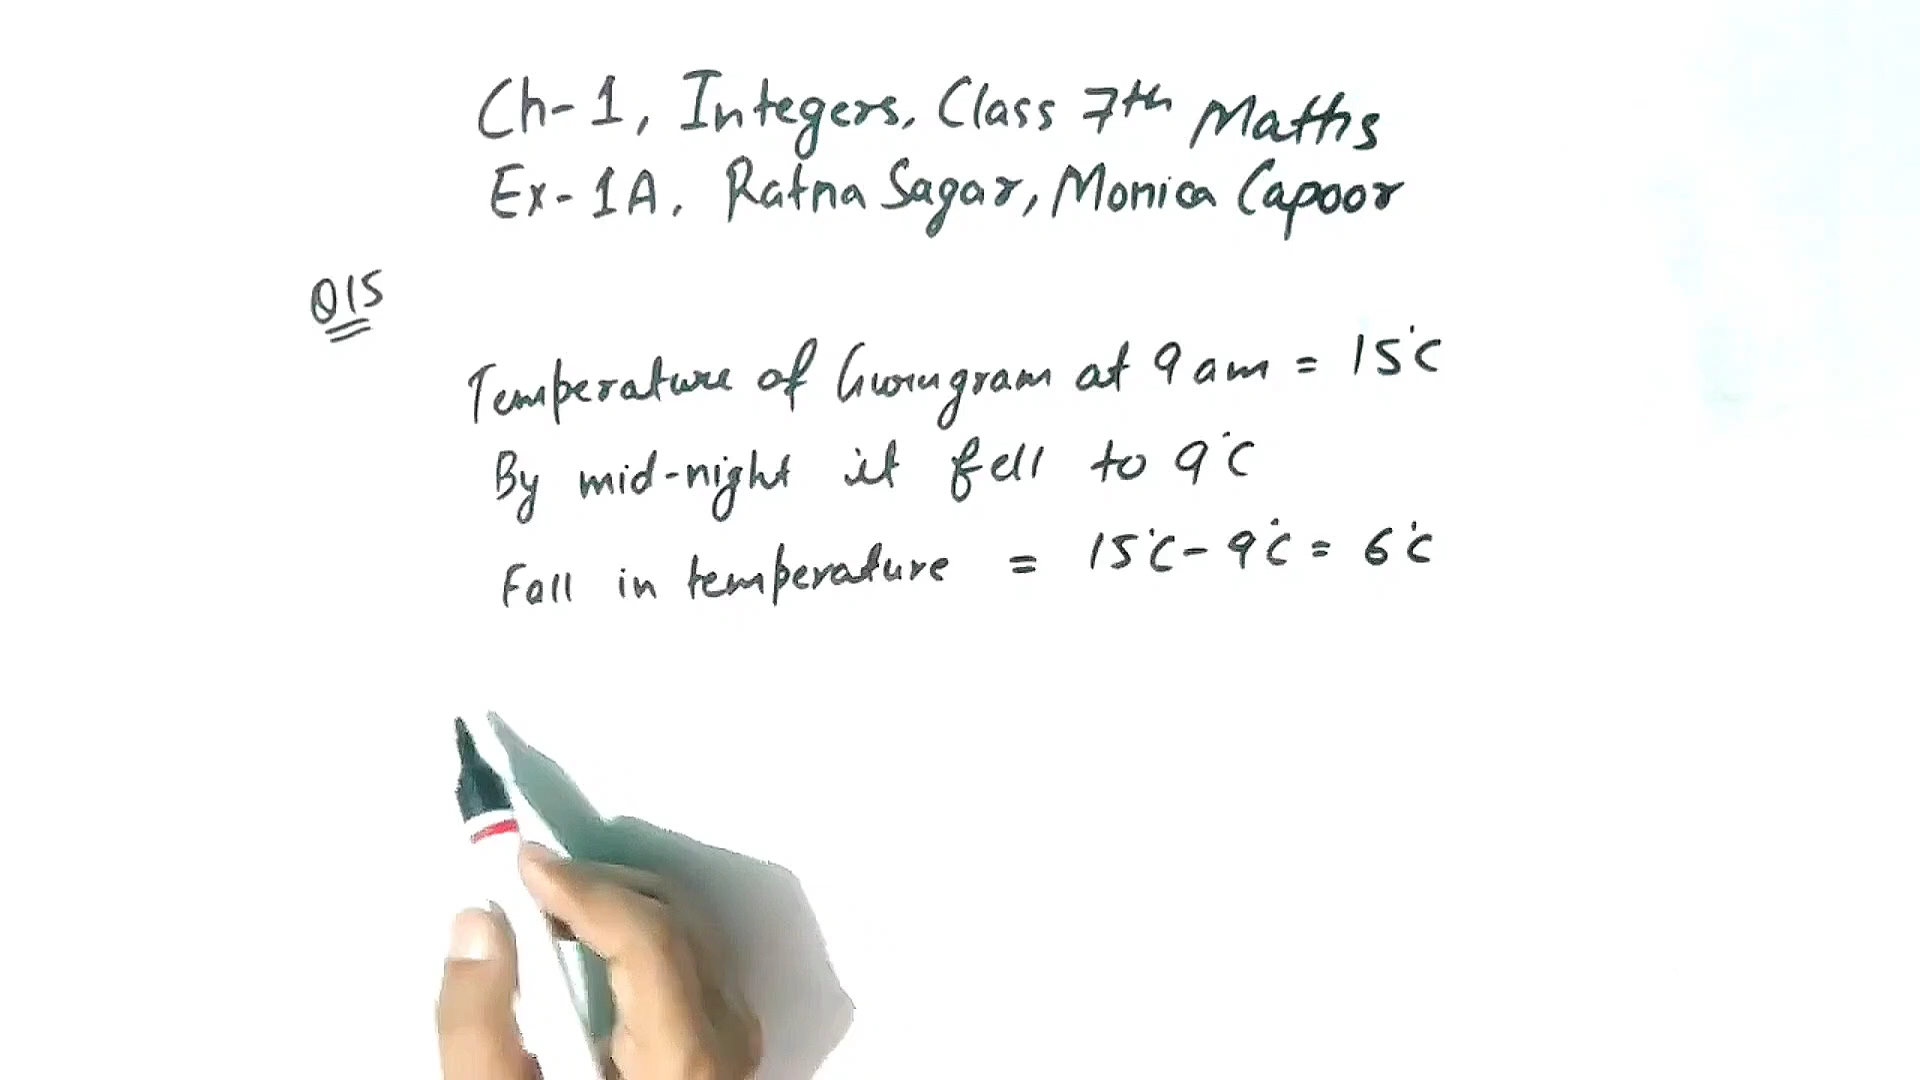 Ch-1, Integers, Class 7th Maths
Ex-1A, Ratna Sagar, Monica Capoor
Q15
Temperature of Gurugram at 9 am = 15°C
By mid-night it fell to 9°C
Fall in temperature = 15°C - 9°C = 6°C